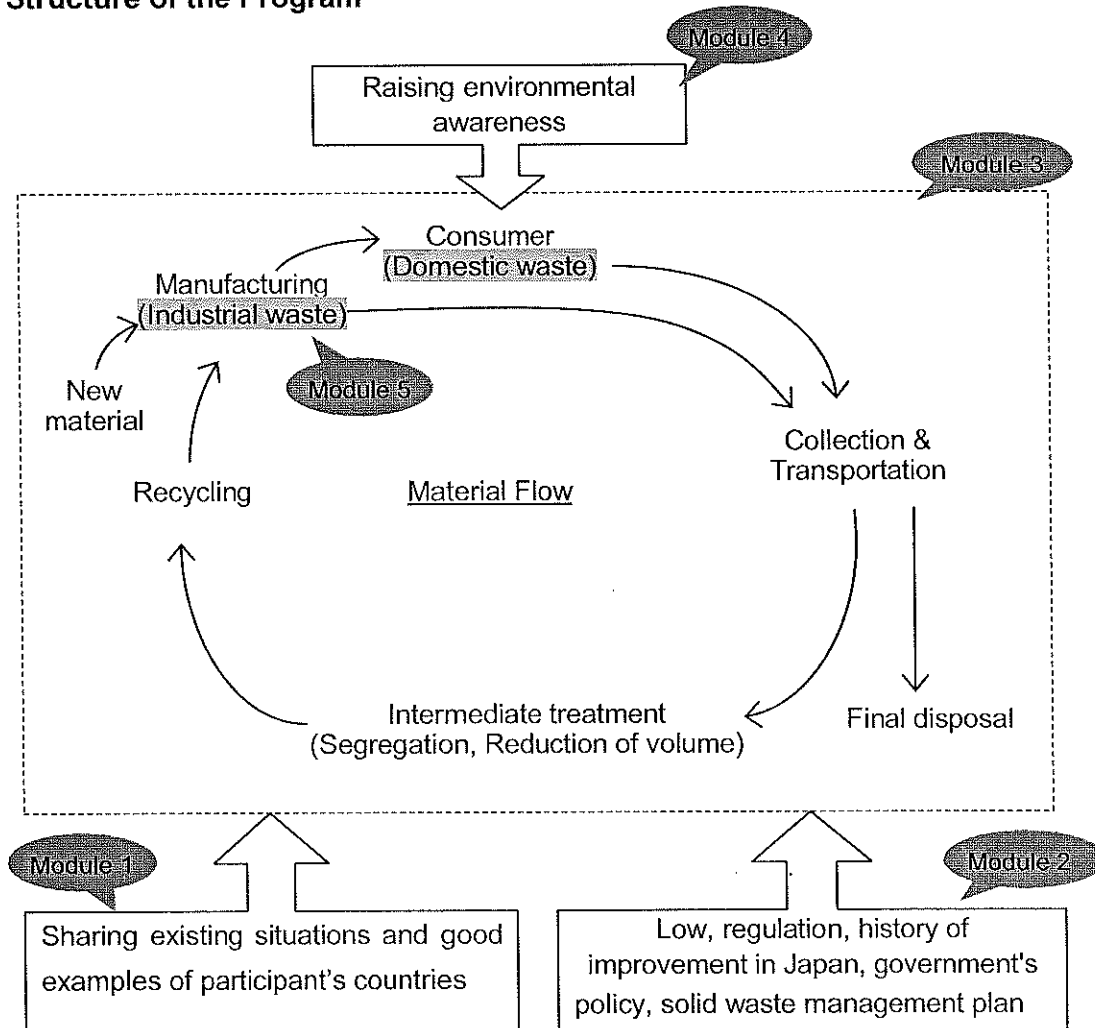 Structure of the Program
Module 4
Raising environmental
awareness
Module 3
Consumer
(Domestic waste)
Manufacturing
(Industrial waste)
New
material
Module 5
Collection &
Transportation
Recycling
Material Flow
Intermediate treatment
(Segregation, Reduction of volume)
Final disposal
Module 1
Module 2
Sharing existing situations and good
examples of participant's countries
Low, regulation, history of
improvement in Japan, government's
policy, solid waste management plan